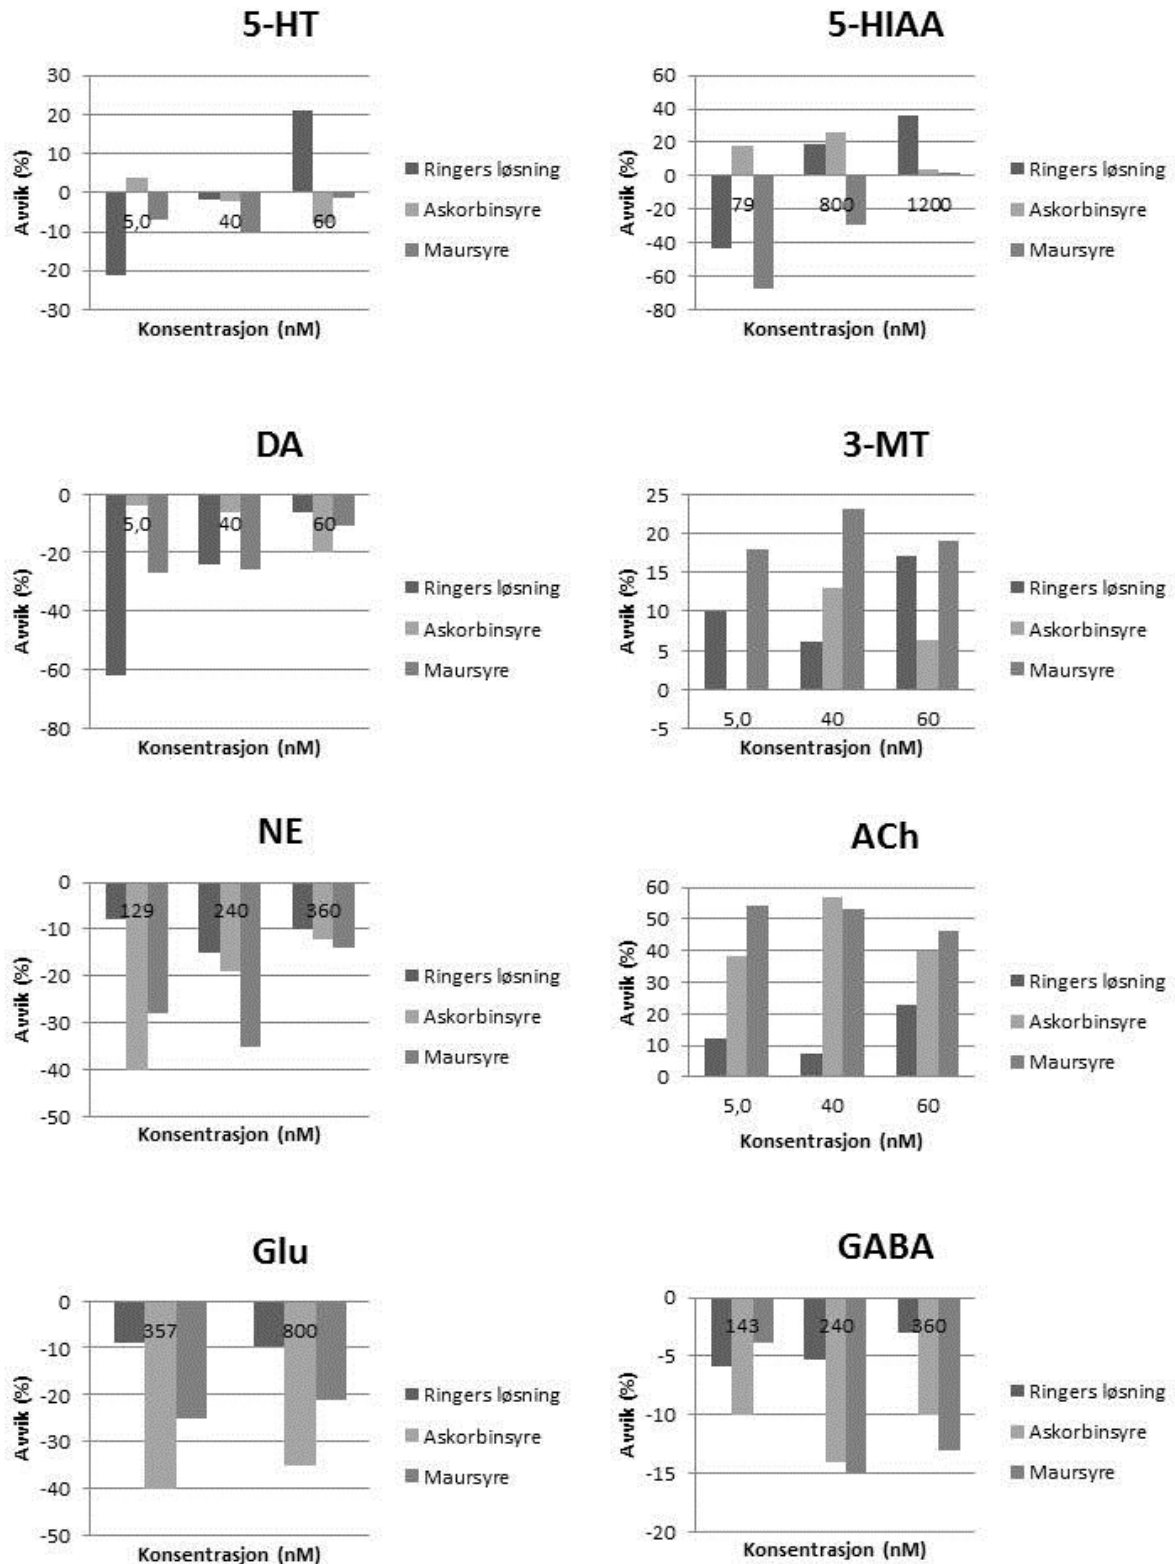 5-HT
30
20
10
0
-10
-20
-30
Avvik (%)
5,0
40
60
Konsentrasjon (nM)
Ringers løsning
Askorbinsyre
Maursyre
5-HIAA
60
40
20
0
-20
-40
-60
-80
Avvik (%)
79
800
1200
Konsentrasjon (nM)
Ringers løsning
Askorbinsyre
Maursyre
DA
0
-20
-40
-60
-80
Avvik (%)
5,0
40
60
Konsentrasjon (nM)
Ringers løsning
Askorbinsyre
Maursyre
3-MT
25
20
15
10
5
0
-5
Avvik (%)
5,0
40
60
Konsentrasjon (nM)
Ringers løsning
Askorbinsyre
Maursyre
NE
0
-10
-20
-30
-40
-50
Avvik (%)
129
240
360
Konsentrasjon (nM)
Ringers løsning
Askorbinsyre
Maursyre
ACh
60
50
40
30
20
10
0
Avvik (%)
5,0
40
60
Konsentrasjon (nM)
Ringers løsning
Askorbinsyre
Maursyre
Glu
0
-10
-20
-30
-40
-50
Avvik (%)
357
800
Konsentrasjon (nM)
Ringers løsning
Askorbinsyre
Maursyre
GABA
0
-5
-10
-15
-20
Avvik (%)
143
240
360
Konsentrasjon (nM)
Ringers løsning
Askorbinsyre
Maursyre